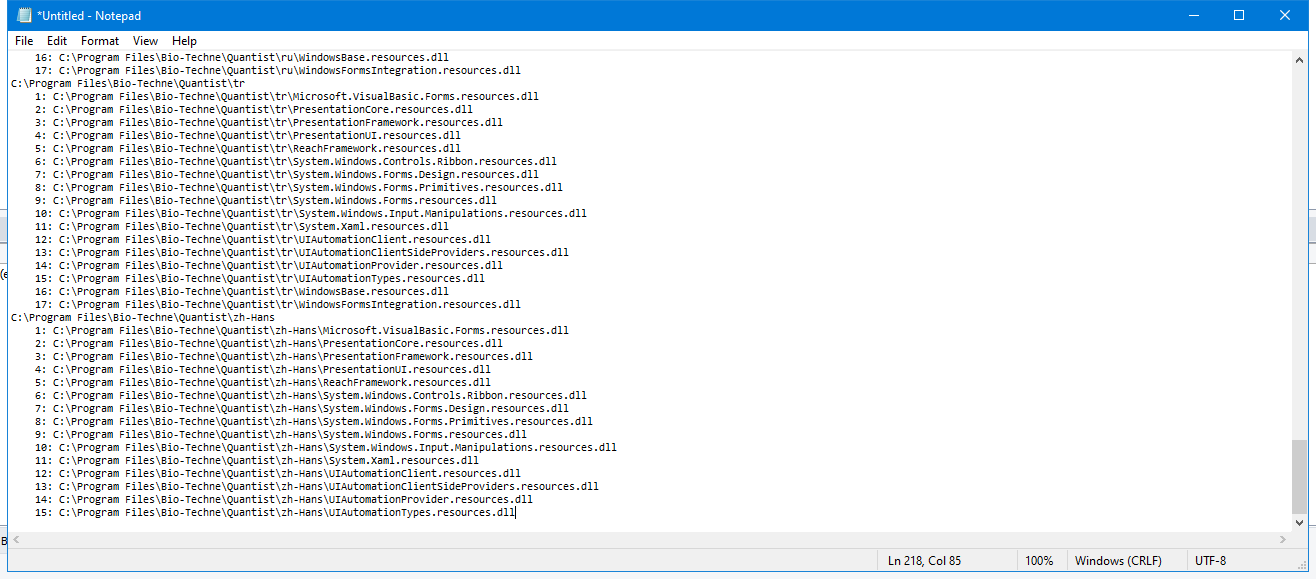 *Untitled - Notepad
File Edit Format View Help
16: C:\Program Files\Bio-Techne\Quantist\ru\WindowsBase.resources.dll
17: C:\Program Files\Bio-Techne\Quantist\ru\WindowsFormsIntegration.resources.dll
C:\Program Files\Bio-Techne\Quantist\tr
1: C:\Program Files\Bio-Techne\Quantist\tr\Microsoft.VisualBasic.Forms.resources.dll
2: C:\Program Files\Bio-Techne\Quantist\tr\PresentationCore.resources.dll
3: C:\Program Files\Bio-Techne\Quantist\tr\PresentationFramework.resources.dll
4: C:\Program Files\Bio-Techne\Quantist\tr\PresentationUI.resources.dll
5: C:\Program Files\Bio-Techne\Quantist\tr\ReachFramework.resources.dll
6: C:\Program Files\Bio-Techne\Quantist\tr\System.Windows.Controls.Ribbon.resources.dll
7: C:\Program Files\Bio-Techne\Quantist\tr\System.Windows.Forms.Design.resources.dll
8: C:\Program Files\Bio-Techne\Quantist\tr\System.Windows.Forms.Primitives.resources.dll
9: C:\Program Files\Bio-Techne\Quantist\tr\System.Windows.Forms.resources.dll
10: C:\Program Files\Bio-Techne\Quantist\tr\System.Windows.Input.Manipulations.resources.dll
11: C:\Program Files\Bio-Techne\Quantist\tr\System.Xaml.resources.dll
12: C:\Program Files\Bio-Techne\Quantist\tr\UIAutomationClient.resources.dll
13: C:\Program Files\Bio-Techne\Quantist\tr\UIAutomationClientSideProviders.resources.dll
14: C:\Program Files\Bio-Techne\Quantist\tr\UIAutomationProvider.resources.dll
15: C:\Program Files\Bio-Techne\Quantist\tr\UIAutomationTypes.resources.dll
16: C:\Program Files\Bio-Techne\Quantist\tr\WindowsBase.resources.dll
17: C:\Program Files\Bio-Techne\Quantist\tr\WindowsFormsIntegration.resources.dll
C:\Program Files\Bio-Techne\Quantist\zh-Hans
1: C:\Program Files\Bio-Techne\Quantist\zh-Hans\Microsoft.VisualBasic.Forms.resources.dll
2: C:\Program Files\Bio-Techne\Quantist\zh-Hans\PresentationCore.resources.dll
3: C:\Program Files\Bio-Techne\Quantist\zh-Hans\PresentationFramework.resources.dll
4: C:\Program Files\Bio-Techne\Quantist\zh-Hans\PresentationUI.resources.dll
5: C:\Program Files\Bio-Techne\Quantist\zh-Hans\ReachFramework.resources.dll
6: C:\Program Files\Bio-Techne\Quantist\zh-Hans\System.Windows.Controls.Ribbon.resources.dll
7: C:\Program Files\Bio-Techne\Quantist\zh-Hans\System.Windows.Forms.Design.resources.dll
8: C:\Program Files\Bio-Techne\Quantist\zh-Hans\System.Windows.Forms.Primitives.resources.dll
9: C:\Program Files\Bio-Techne\Quantist\zh-Hans\System.Windows.Forms.resources.dll
10: C:\Program Files\Bio-Techne\Quantist\zh-Hans\System.Windows.Input.Manipulations.resources.dll
11: C:\Program Files\Bio-Techne\Quantist\zh-Hans\System.Xaml.resources.dll
12: C:\Program Files\Bio-Techne\Quantist\zh-Hans\UIAutomationClient.resources.dll
13: C:\Program Files\Bio-Techne\Quantist\zh-Hans\UIAutomationClientSideProviders.resources.dll
14: C:\Program Files\Bio-Techne\Quantist\zh-Hans\UIAutomationProvider.resources.dll
15: C:\Program Files\Bio-Techne\Quantist\zh-Hans\UIAutomationTypes.resources.dll
Ln 218, Col 85 100% Windows (CRLF) UTF-8